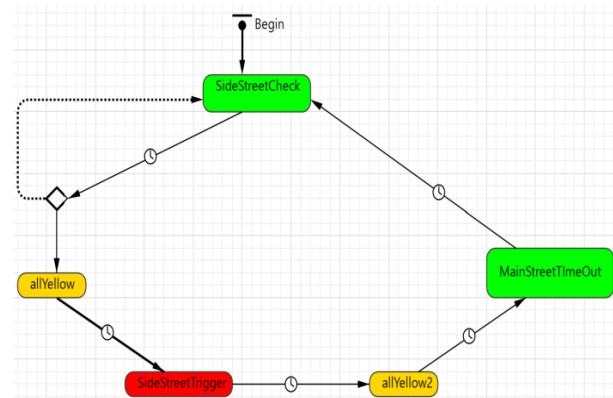 Begin
SideStreetCheck
MainStreetTImeOut
allYellow
SideStreetTrigger
allYellow2